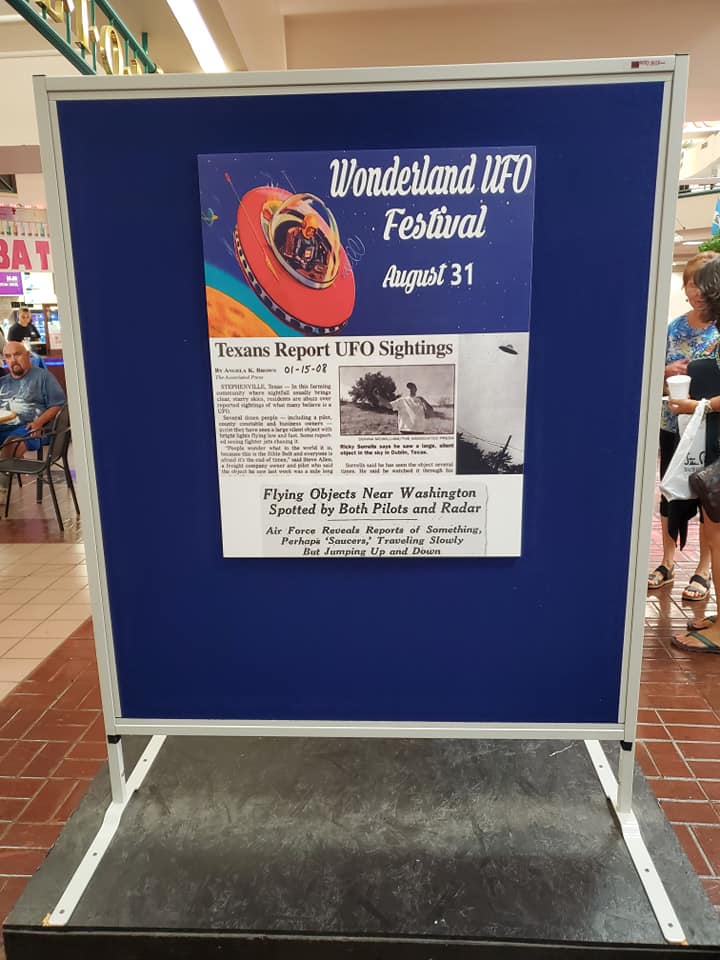 Wonderland UFO
Festival
August 31
Texans Report UFO Sightings
By Angela K. Brown 01-15-08
The Associated Press
STEPHENVILLE, Texas — In this farming
community where nightfall usually brings
clear, starry skies, residents are abuzz over
reported sightings of what many believe is a
UFO.
Several dozen people — including a pilot,
county constable and business owners —
insist they have seen a large silent object with
bright lights flying low and fast. Some report-
ed seeing fighter jets chasing it.
"People wonder what in the world it is,
because this is the Bible Belt and everyone is
afraid it's the end of times," said Steve Allen,
a freight company owner and pilot who said
the object he saw last week was a mile long
DONNA MCWILLIAM/THE ASSOCIATED PRESS
Ricky Sorrells says he saw a large, silent
object in the sky in Dublin, Texas.
Sorrells said he has seen the object several
times. He said he watched it through his
Flying Objects Near Washington
Spotted by Both Pilots and Radar
Air Force Reveals Reports of Something,
Perhaps 'Saucers,' Traveling Slowly
But Jumping Up and Down
BAT